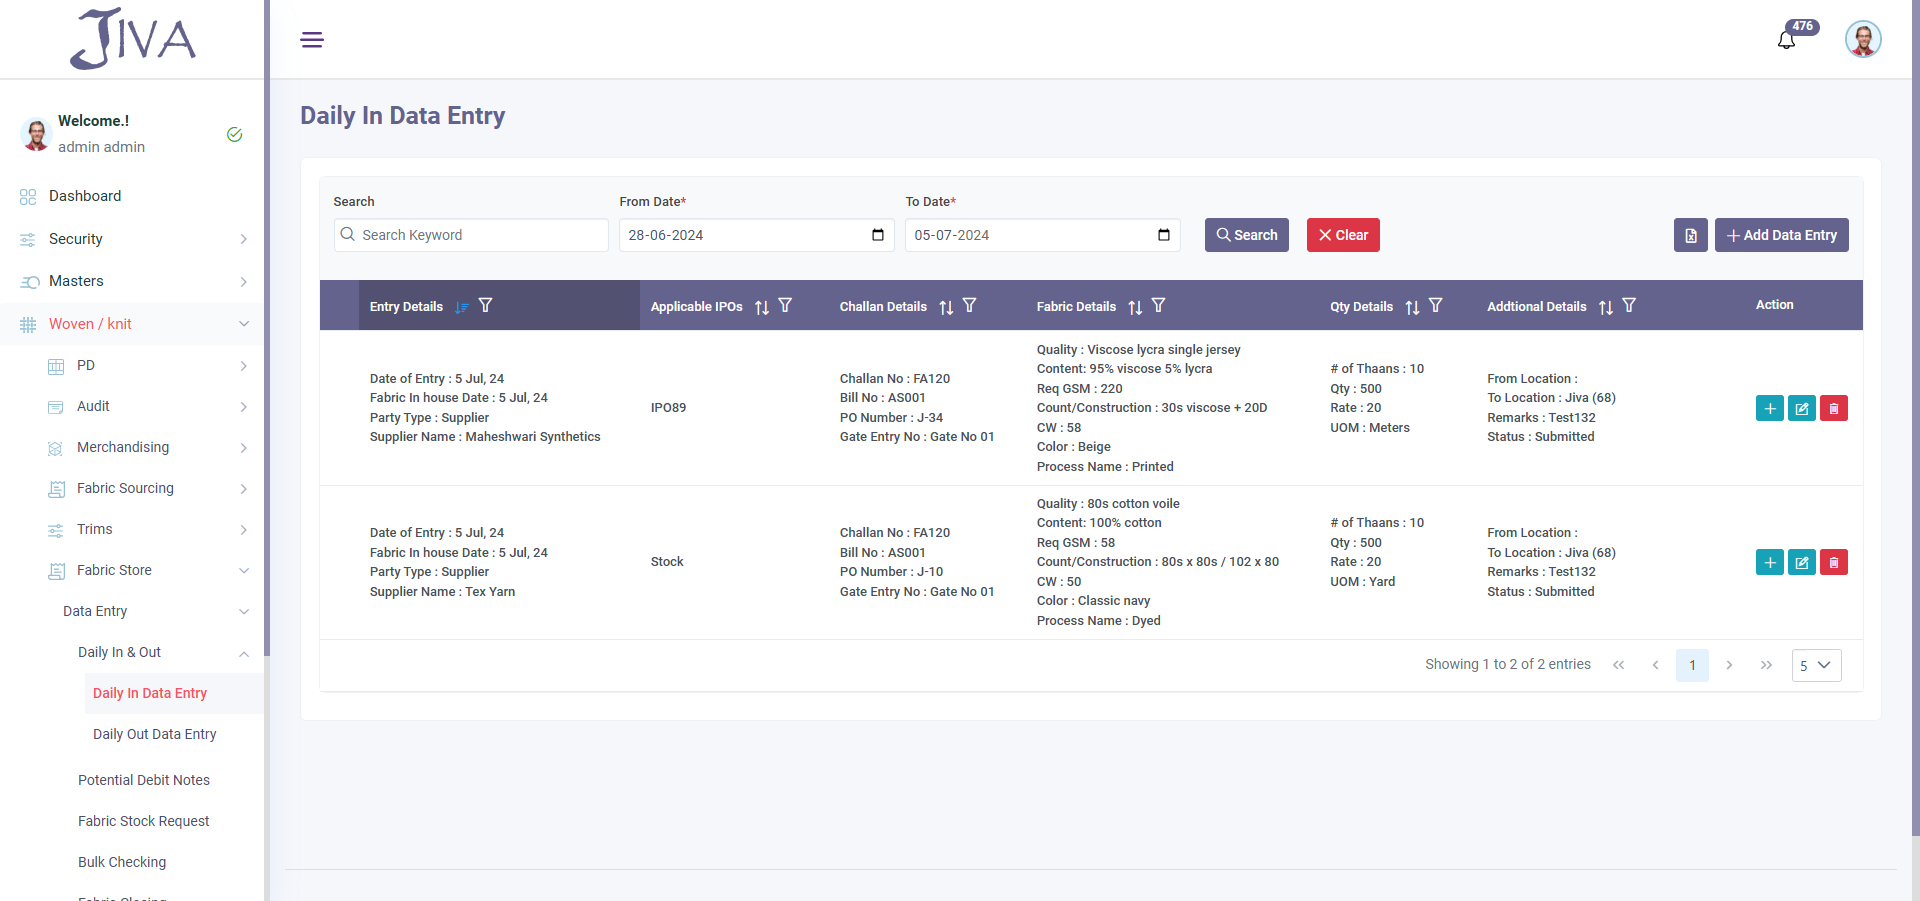 JIVA
476
Welcome.!
admin admin
Dashboard
Security
Masters
Woven / knit
PD
Audit
Merchandising
Fabric Sourcing
Trims
Fabric Store
Data Entry
Daily In & Out
Daily In Data Entry
Daily Out Data Entry
Potential Debit Notes
Fabric Stock Request
Bulk Checking
Fabric Closing
Daily In Data Entry
Search From Date* To Date*
Search Keyword 28-06-2024 05-07-2024 Search Clear Add Data Entry
Entry Details Applicable IPOs Challan Details Fabric Details Qty Details Addtional Details Action
Date of Entry : 5 Jul, 24
Fabric In house Date : 5 Jul, 24
Party Type : Supplier
Supplier Name : Maheshwari Synthetics
IPO89
Challan No : FA120
Bill No : AS001
PO Number : J-34
Gate Entry No : Gate No 01
Quality : Viscose lycra single jersey
Content: 95% viscose 5% lycra
Req GSM : 220
Count/Construction : 30s viscose + 20D
CW : 58
Color : Beige
Process Name : Printed
# of Thaans : 10
Qty : 500
Rate : 20
UOM : Meters
From Location :
To Location : Jiva (68)
Remarks : Test132
Status : Submitted
Date of Entry : 5 Jul, 24
Fabric In house Date : 5 Jul, 24
Party Type : Supplier
Supplier Name : Tex Yarn
Stock
Challan No : FA120
Bill No : AS001
PO Number : J-10
Gate Entry No : Gate No 01
Quality : 80s cotton voile
Content: 100% cotton
Req GSM : 58
Count/Construction : 80s x 80s / 102 x 80
CW : 50
Color : Classic navy
Process Name : Dyed
# of Thaans : 10
Qty : 500
Rate : 20
UOM : Yard
From Location :
To Location : Jiva (68)
Remarks : Test132
Status : Submitted
Showing 1 to 2 of 2 entries << < 1 > >> 5